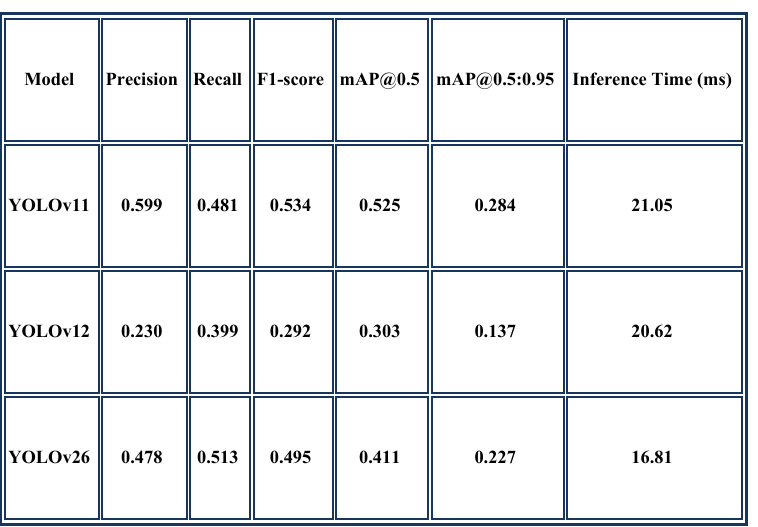 Model Precision Recall F1-score mAP@0.5 mAP@0.5:0.95 Inference Time (ms)
YOLOv11 0.599 0.481 0.534 0.525 0.284 21.05
YOLOv12 0.230 0.399 0.292 0.303 0.137 20.62
YOLOv26 0.478 0.513 0.495 0.411 0.227 16.81